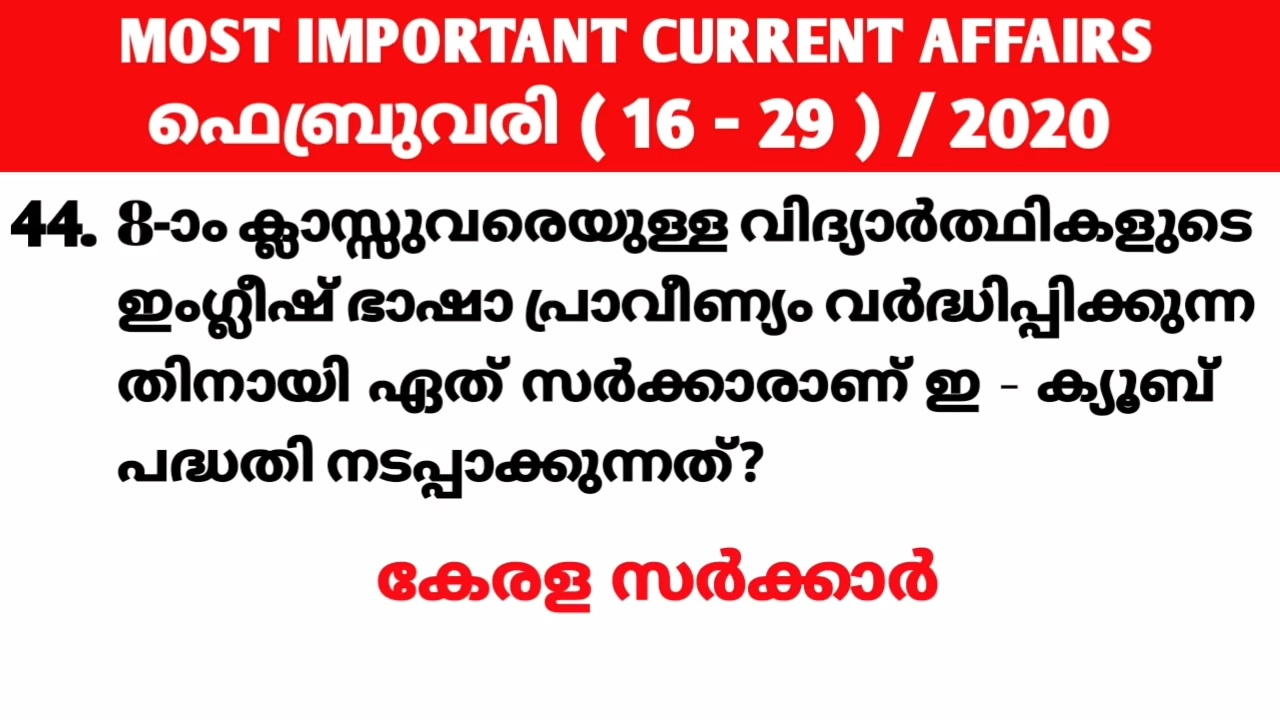 MOST IMPORTANT CURRENT AFFAIRS
ഫെബ്രുവരി ( 16 - 29 ) / 2020
44. 8-ാം ക്ലാസ്സുവരെയുള്ള വിദ്യാർത്ഥികളുടെ
ഇംഗ്ലീഷ് ഭാഷാ പ്രാവീണ്യം വർദ്ധിപ്പിക്കുന്ന
തിനായി ഏത് സർക്കാരാണ് ഇ - ക്യൂബ്
പദ്ധതി നടപ്പാക്കുന്നത്?
കേരള സർക്കാർ